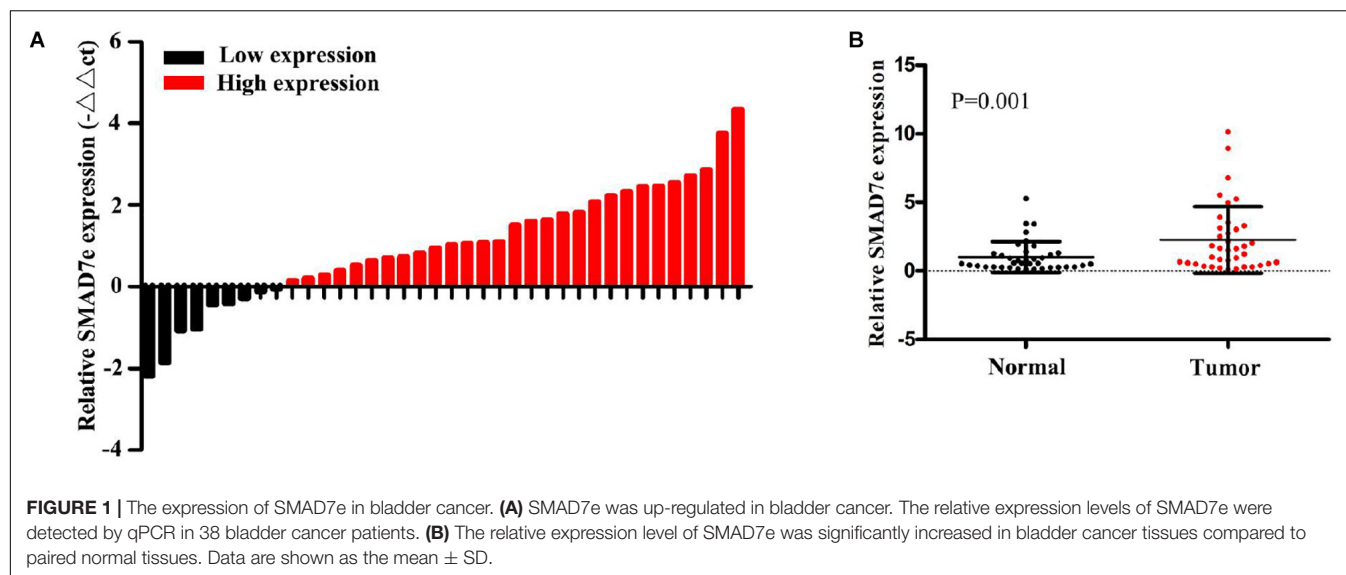 A
Relative SMAD7e expression (-△△△ct)
6
4
2
0
-2
-4
Low expression
High expression
B
Relative SMAD7e expression
15
10
5
0
-5
P=0.001
Normal
Tumor
FIGURE 1 | The expression of SMAD7e in bladder cancer. (A) SMAD7e was up-regulated in bladder cancer. The relative expression levels of SMAD7e were
detected by qPCR in 38 bladder cancer patients. (B) The relative expression level of SMAD7e was significantly increased in bladder cancer tissues compared to
paired normal tissues. Data are shown as the mean ± SD.